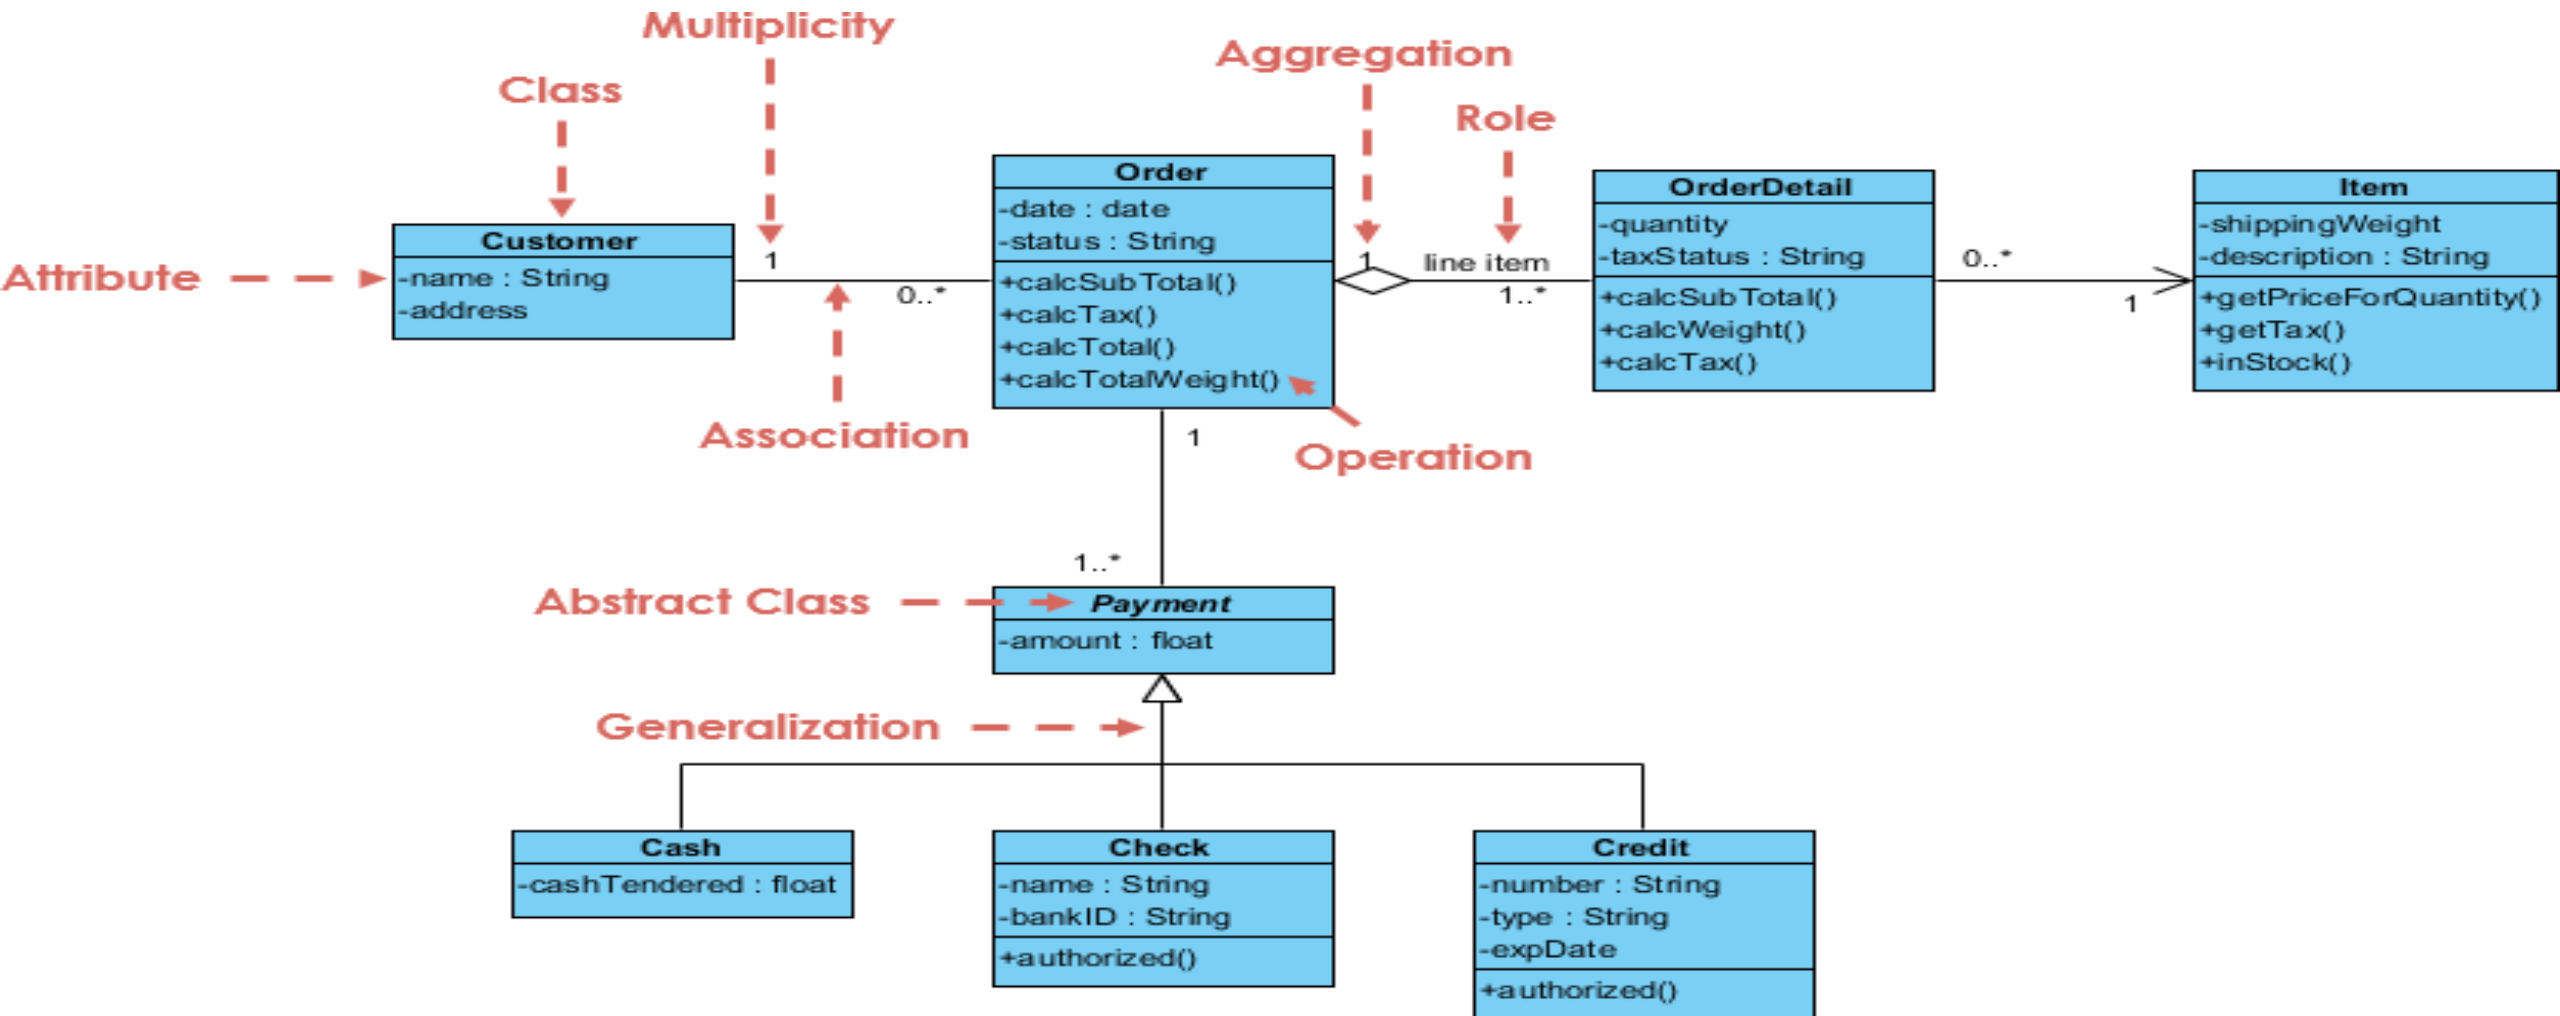 Multiplicity
Aggregation
Class
Role
Attribute
Customer
-name : String
-address
1
0..*
Association
Order
-date : date
-status : String
+calcSubTotal()
+calcTax()
+calcTotal()
+calcTotalWeight()
Operation
1
line item
1..*
OrderDetail
-quantity
-taxStatus : String
+calcSubTotal()
+calcWeight()
+calcTax()
0..*
1
Item
-shippingWeight
-description : String
+getPriceForQuantity()
+getTax()
+inStock()
1
1..*
Abstract Class
Payment
-amount : float
Generalization
Cash
-cashTendered : float
Check
-name : String
-bankID : String
+authorized()
Credit
-number : String
-type : String
-expDate
+authorized()